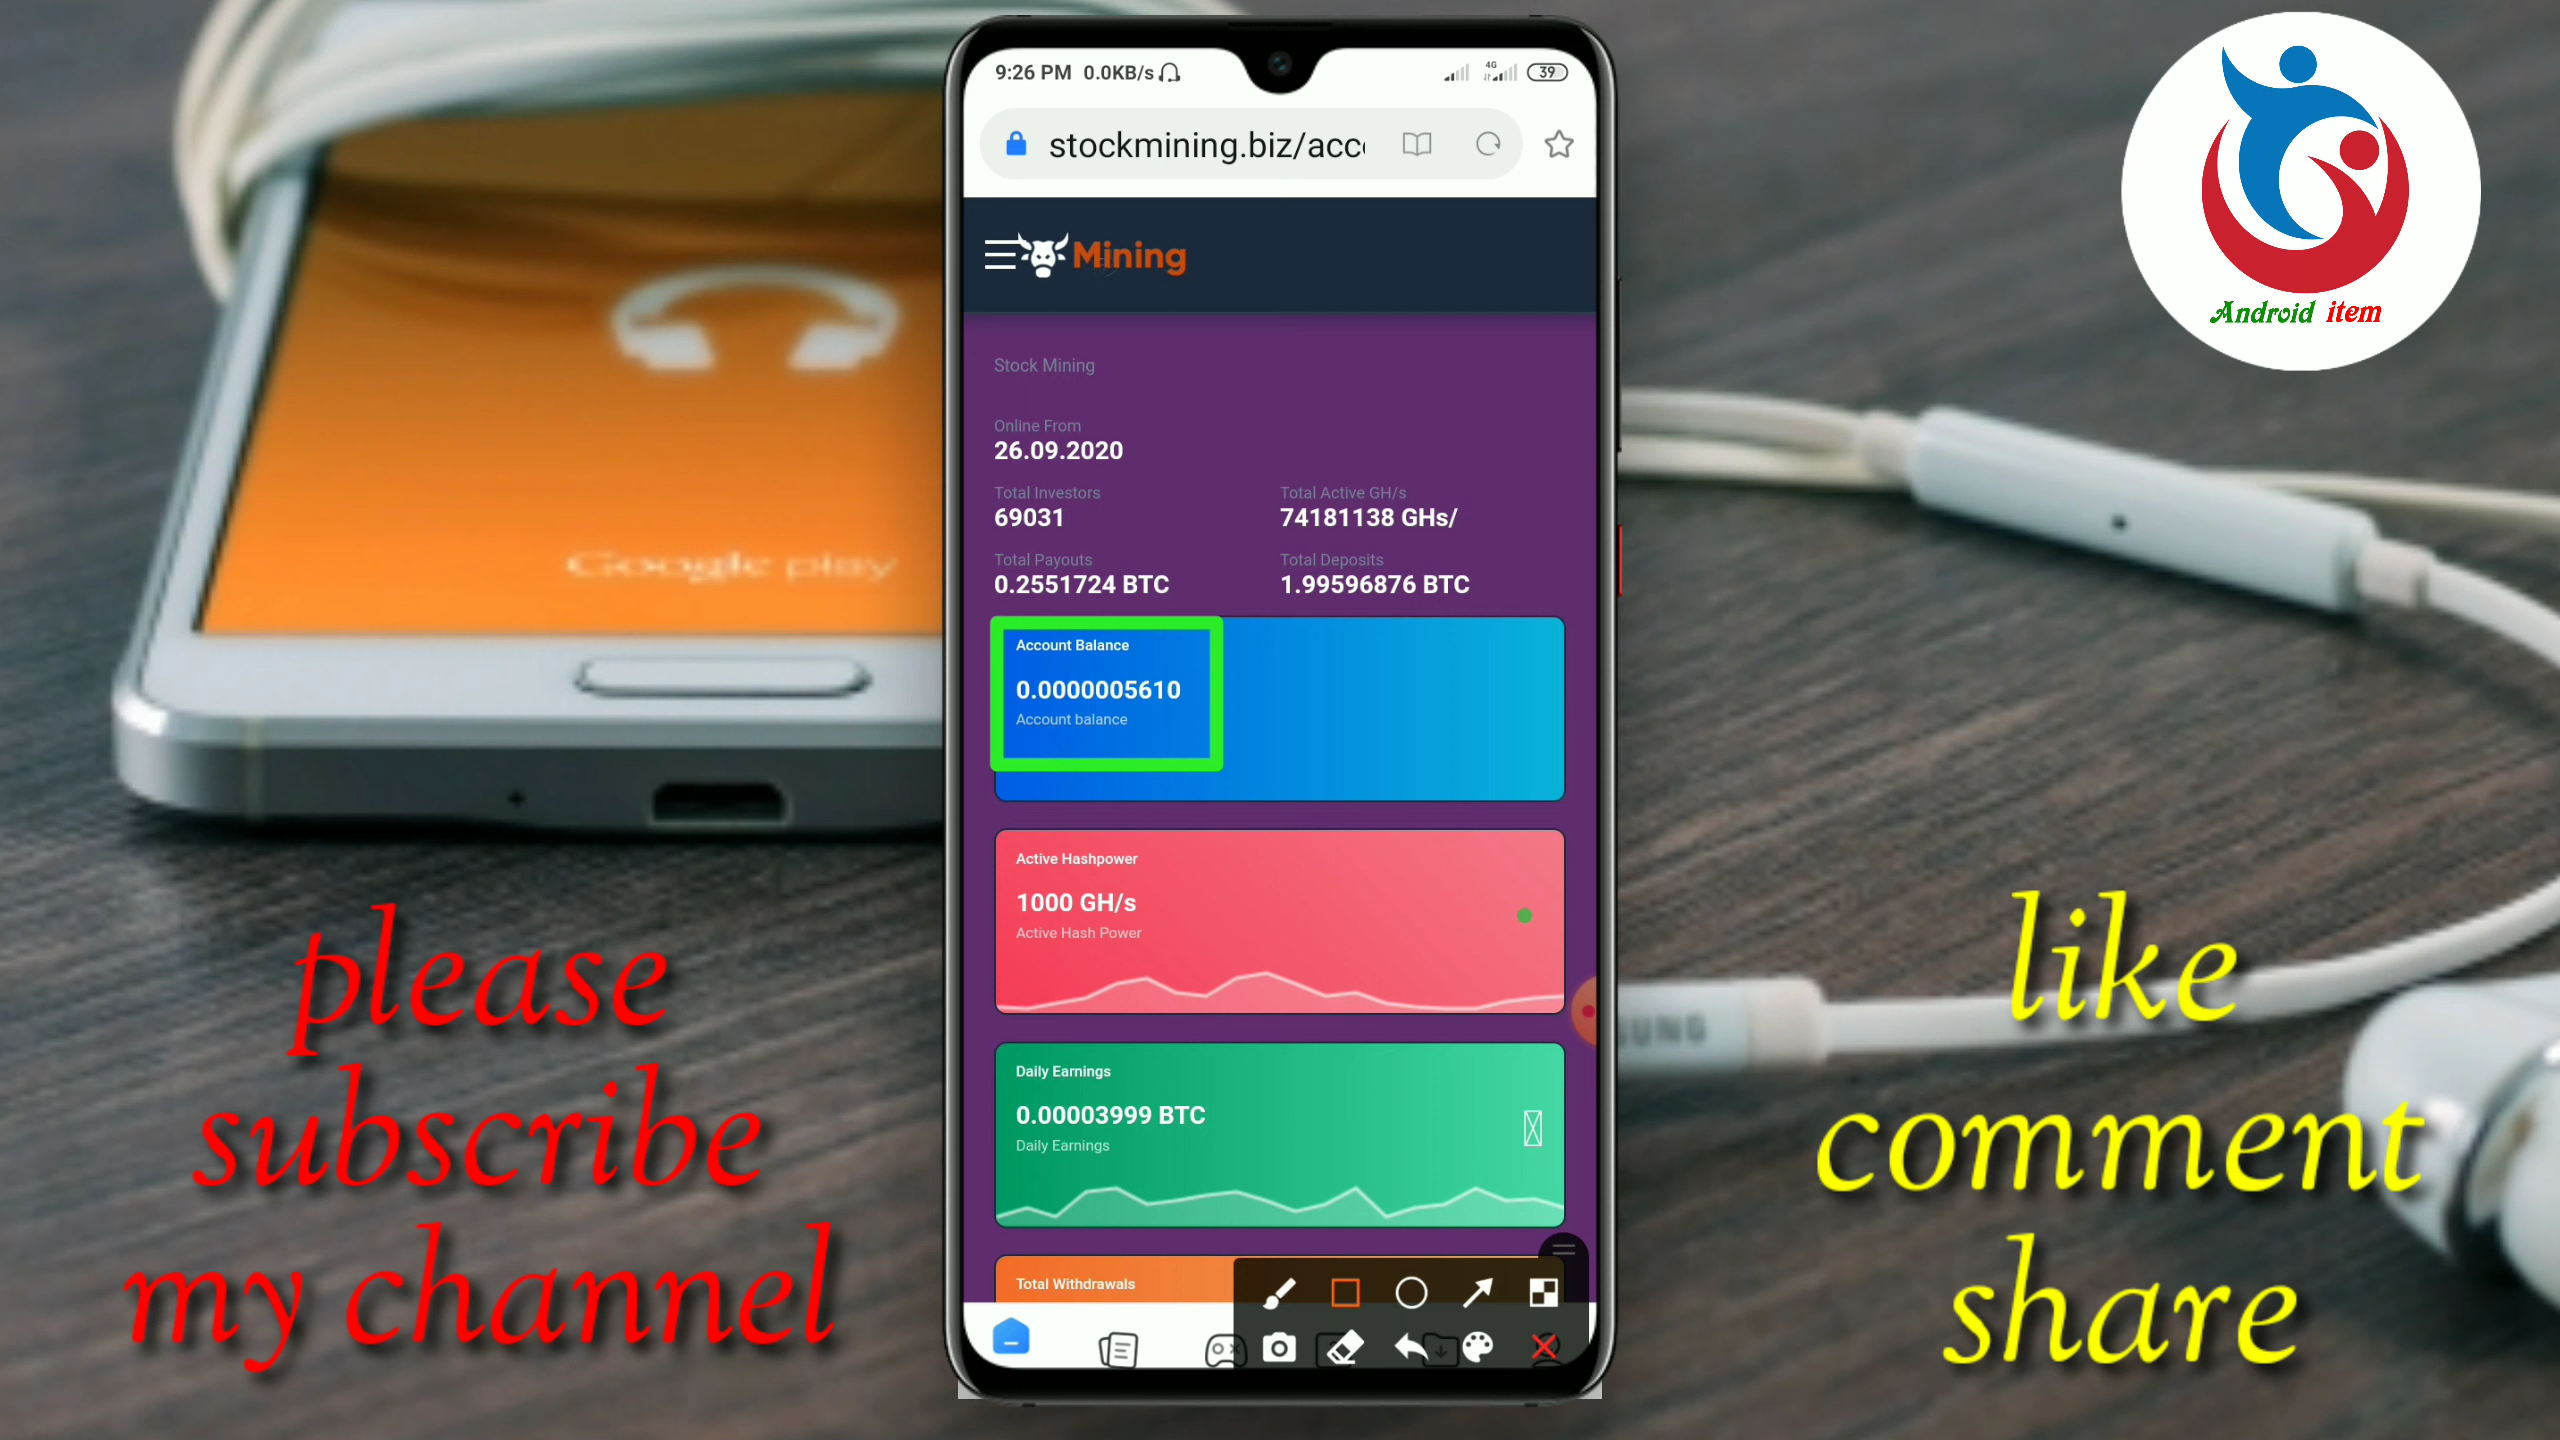 9:26 PM 0.0KB/s
4G
39
stockmining.biz/acc
Mining
Stock Mining
Online From
26.09.2020
Total Investors
69031
Total Active GH/s
74181138 GHs/
Total Payouts
0.2551724 BTC
Total Deposits
1.99596876 BTC
Account Balance
0.0000005610
Account balance
Active Hashpower
1000 GH/s
Active Hash Power
Daily Earnings
0.00003999 BTC
Daily Earnings
Total Withdrawals
Google play
Android item
please
subscribe
my channel
like
comment
share